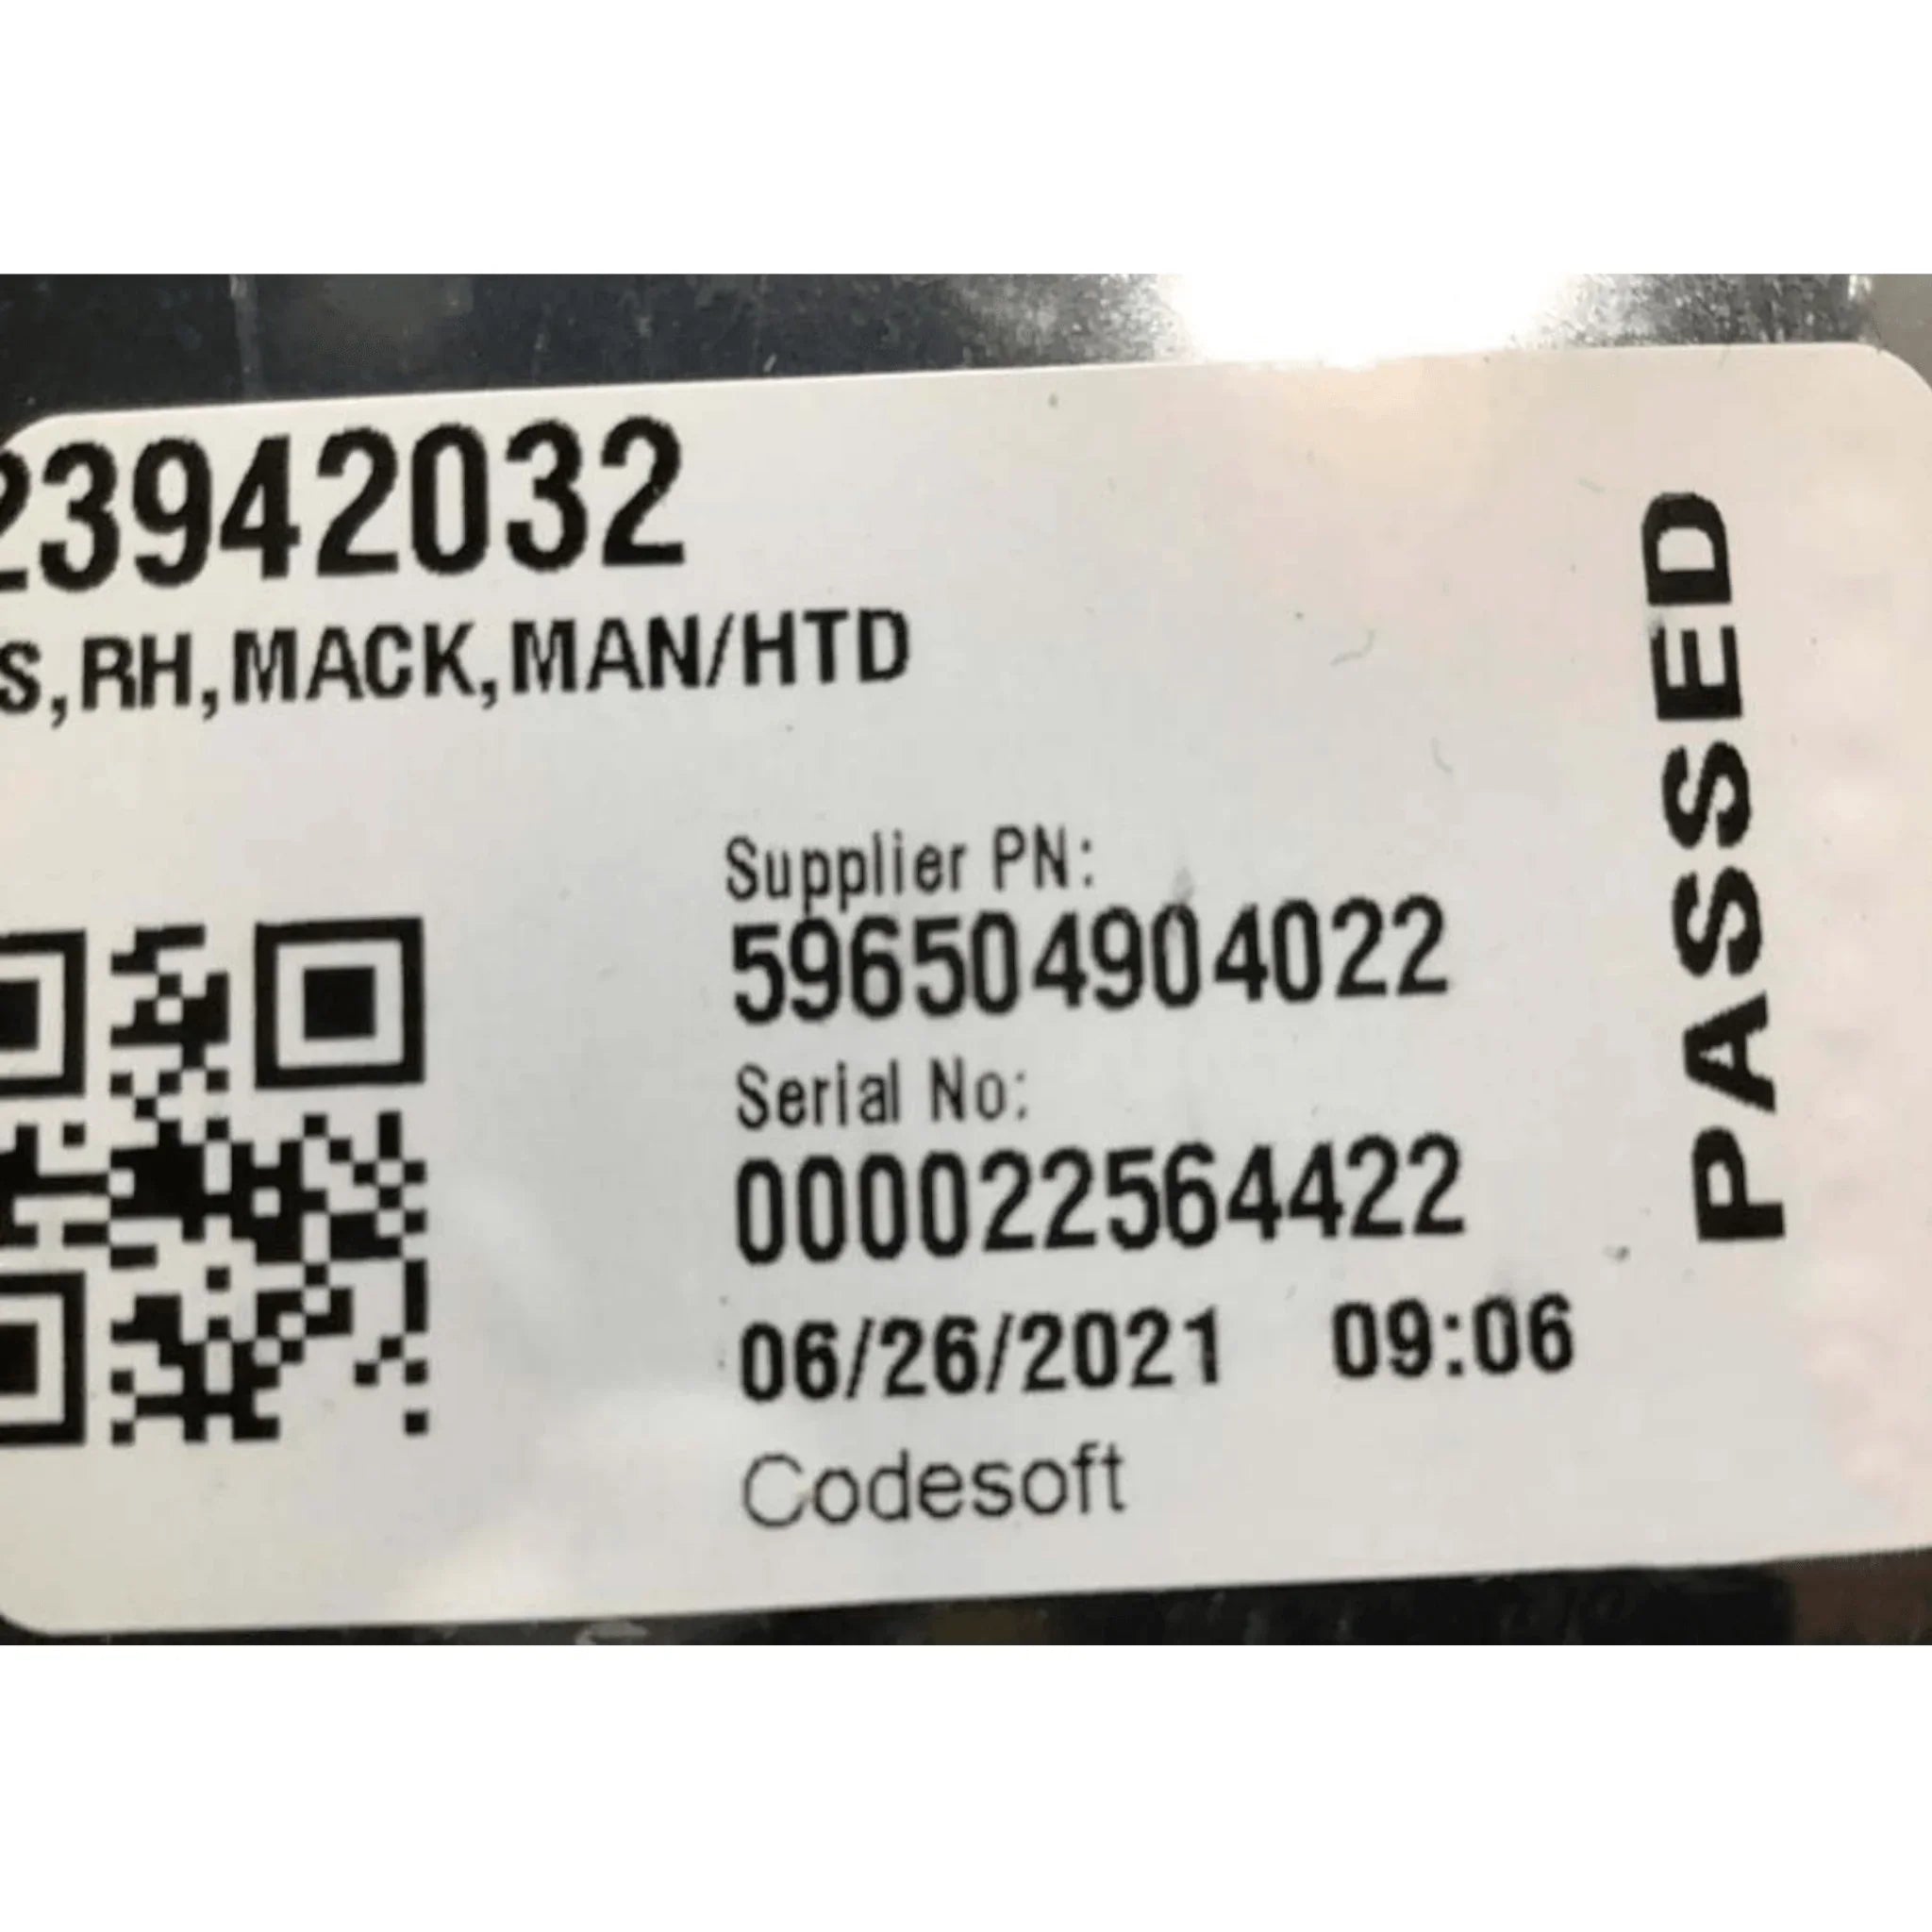 23942032
S,RH,MACK,MAN/HTD
Supplier PN:
596504904022
Serial No:
000022564422
06/26/2021 09:06
Codesoft
PASSED